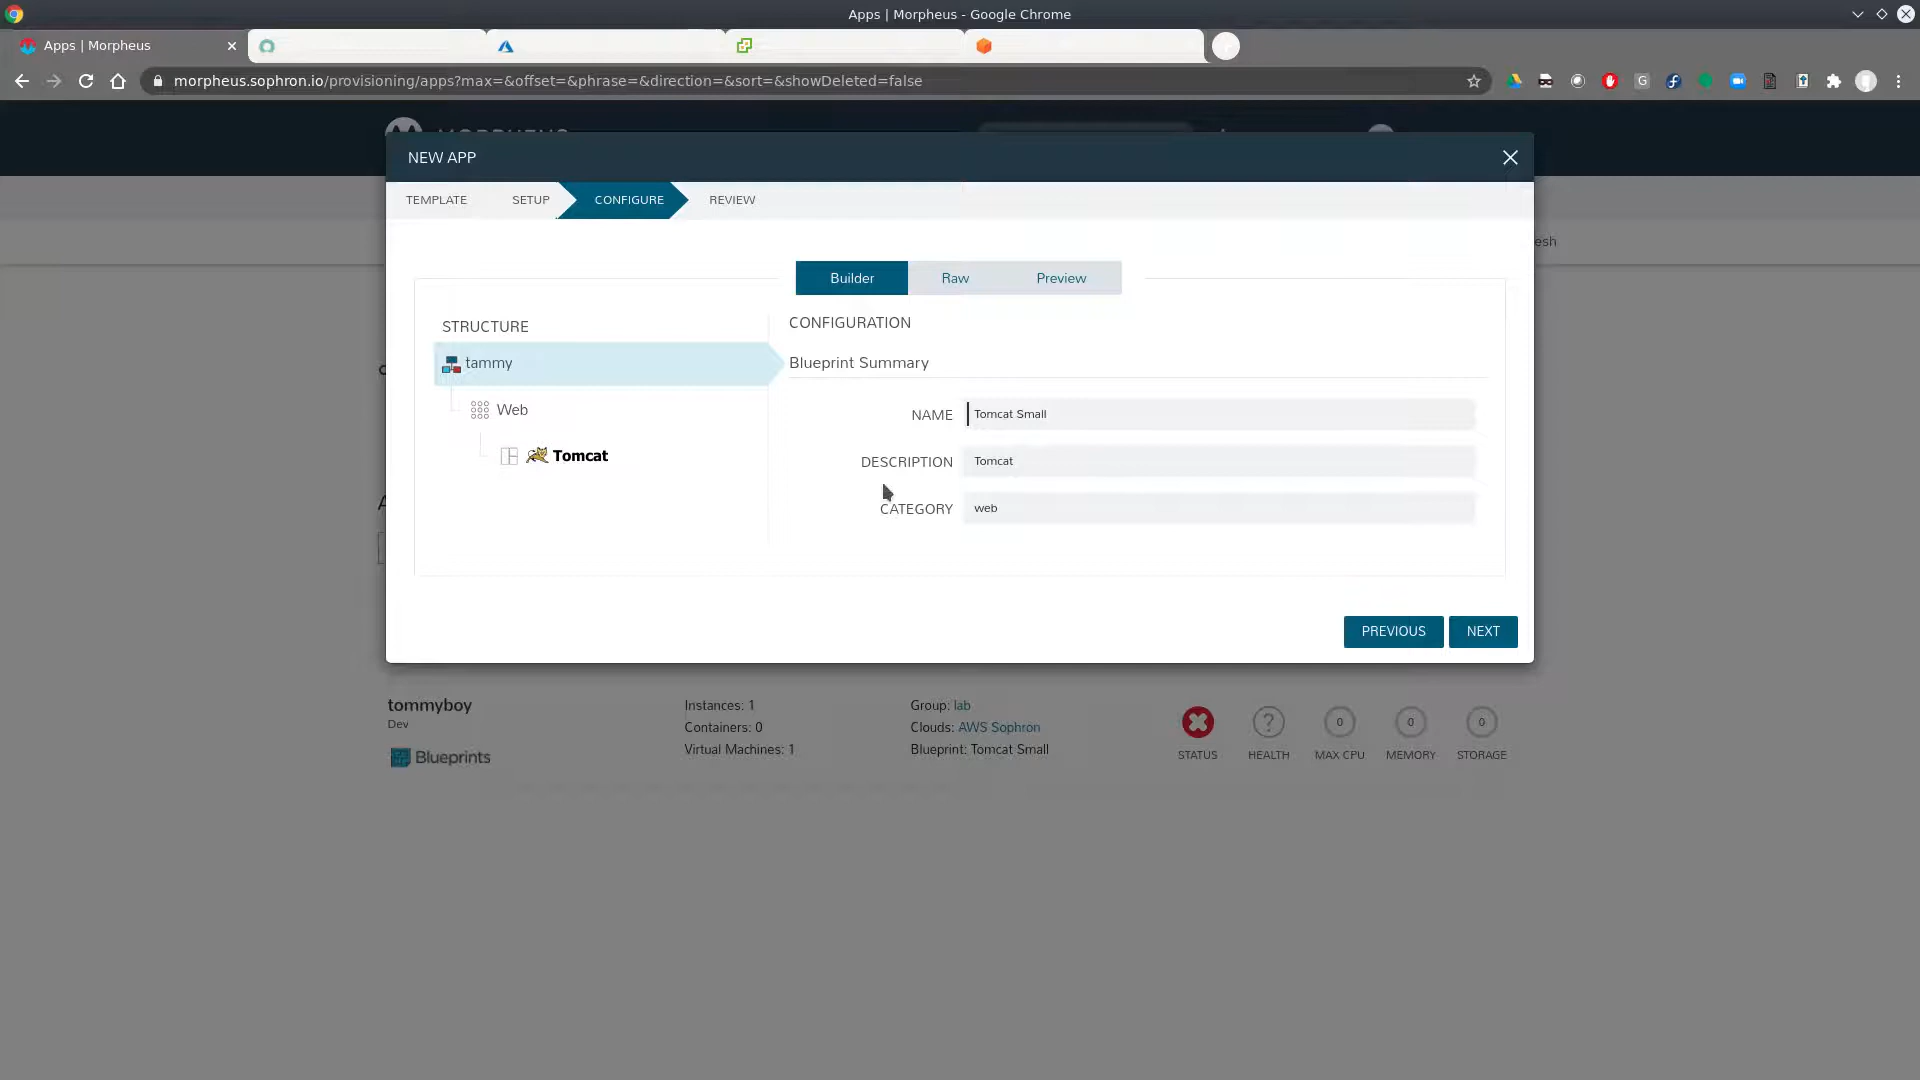 Apps | Morpheus - Google Chrome
Apps | Morpheus
morpheus.sophron.io/provisioning/apps?max=&offset=&phrase=&direction=&sort=&showDeleted=false
NEW APP
TEMPLATE SETUP CONFIGURE REVIEW
esh
Builder Raw Preview
STRUCTURE
CONFIGURATION
tammy
Blueprint Summary
Web
NAME Tomcat Small
Tomcat
DESCRIPTION Tomcat
CATEGORY web
PREVIOUS NEXT
tommyboy
Dev
Blueprints
Instances: 1
Containers: 0
Virtual Machines: 1
Group: lab
Clouds: AWS Sophron
Blueprint: Tomcat Small
0 0 0
STATUS HEALTH MAX CPU MEMORY STORAGE